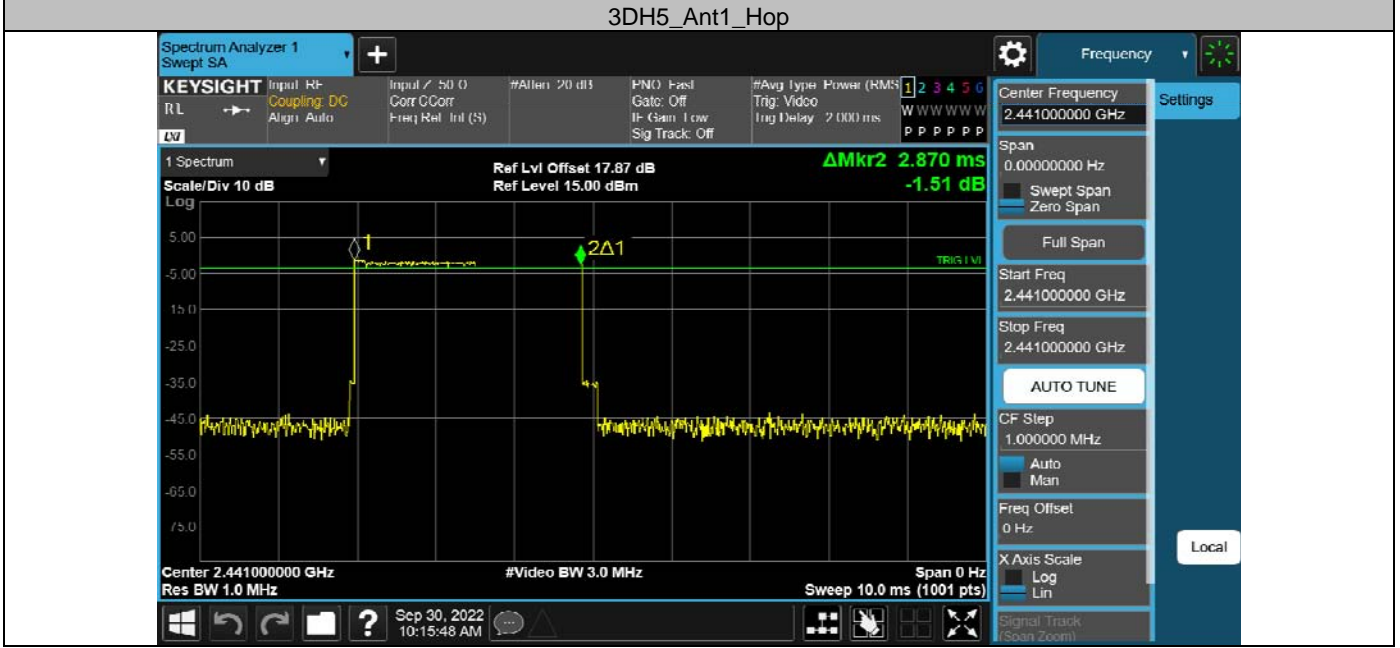 3DH5_Ant1_Hop
Spectrum Analyzer 1
Swept SA
+
Frequency
KEYSIGHT
RL
LXI
Input RF
Coupling: DC
Align Auto
Input Z 50 Ω
Corr CCorr
Freq Ref Int (S)
#Atten 20 dB
PNO Fast
Gate: Off
IF Gain Low
Sig Track: Off
#Avg Type Power (RMS
Trig: Video
Trig Delay 2.000 ms
1 2 3 4 5 6
W W W W W W
P P P P P P
1 Spectrum
Scale/Div 10 dB
Log
Ref Lvl Offset 17.87 dB
Ref Level 15.00 dBm
ΔMkr2 2.870 ms
-1.51 dB
5.00
-5.00
-15.0
-25.0
-35.0
-45.0
-55.0
-65.0
-75.0
1
2Δ1
TRIG LVL
Center 2.441000000 GHz
Res BW 1.0 MHz
#Video BW 3.0 MHz
Span 0 Hz
Sweep 10.0 ms (1001 pts)
?
Sep 30, 2022
10:15:48 AM
Center Frequency
2.441000000 GHz
Settings
Span
0.00000000 Hz
Swept Span
Zero Span
Full Span
Start Freq
2.441000000 GHz
Stop Freq
2.441000000 GHz
AUTO TUNE
CF Step
1.000000 MHz
Auto
Man
Freq Offset
0 Hz
X Axis Scale
Log
Lin
Local
Signal Track
(Span Zoom)